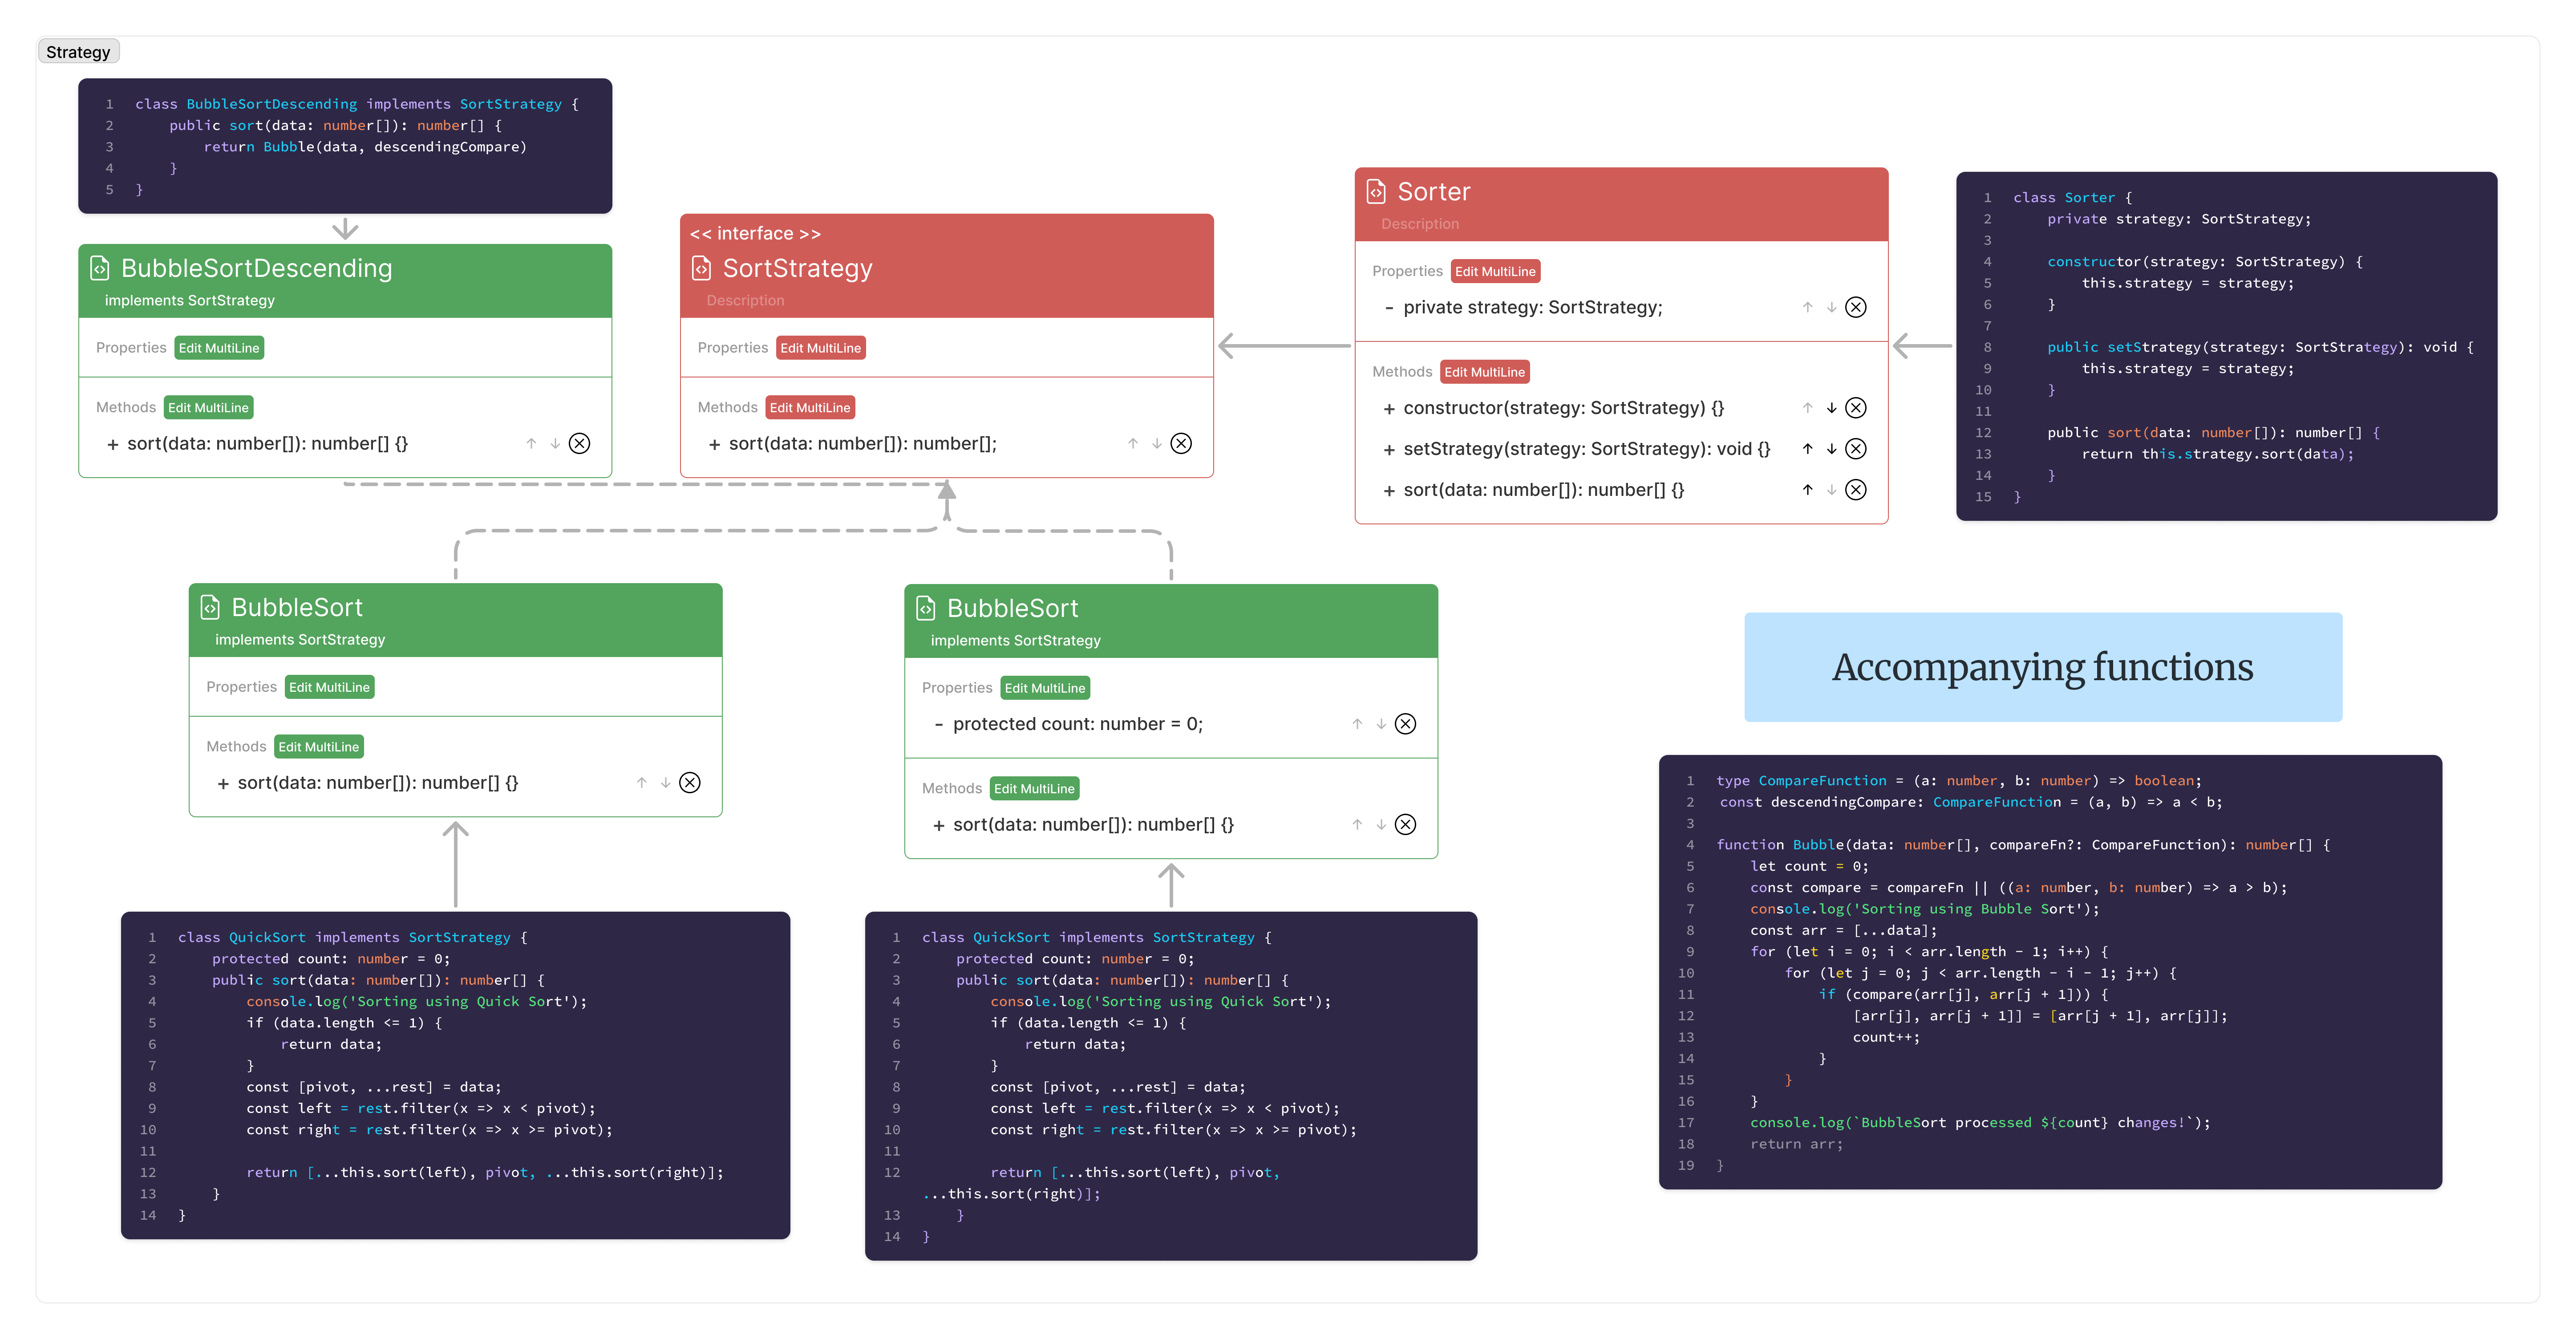 Strategy
1 class BubbleSortDescending implements SortStrategy {
2 public sort(data: number[]): number[] {
3 return Bubble(data, descendingCompare)
4 }
5 }
BubbleSortDescending
implements SortStrategy
Properties Edit MultiLine
Methods Edit MultiLine
+ sort(data: number[]): number[] {}
<< interface >>
SortStrategy
Description
Properties Edit MultiLine
Methods Edit MultiLine
+ sort(data: number[]): number[];
Sorter
Description
Properties Edit MultiLine
- private strategy: SortStrategy;
Methods Edit MultiLine
+ constructor(strategy: SortStrategy) {}
+ setStrategy(strategy: SortStrategy): void {}
+ sort(data: number[]): number[] {}
1 class Sorter {
2 private strategy: SortStrategy;
3
4 constructor(strategy: SortStrategy) {
5 this.strategy = strategy;
6 }
7
8 public setStrategy(strategy: SortStrategy): void {
9 this.strategy = strategy;
10 }
11
12 public sort(data: number[]): number[] {
13 return this.strategy.sort(data);
14 }
15 }
BubbleSort
implements SortStrategy
Properties Edit MultiLine
Methods Edit MultiLine
+ sort(data: number[]): number[] {}
BubbleSort
implements SortStrategy
Properties Edit MultiLine
- protected count: number = 0;
Methods Edit MultiLine
+ sort(data: number[]): number[] {}
Accompanying functions
1 class QuickSort implements SortStrategy {
2 protected count: number = 0;
3 public sort(data: number[]): number[] {
4 console.log('Sorting using Quick Sort');
5 if (data.length <= 1) {
6 return data;
7 }
8 const [pivot, ...rest] = data;
9 const left = rest.filter(x => x < pivot);
10 const right = rest.filter(x => x >= pivot);
11
12 return [...this.sort(left), pivot, ...this.sort(right)];
13 }
14 }
1 class QuickSort implements SortStrategy {
2 protected count: number = 0;
3 public sort(data: number[]): number[] {
4 console.log('Sorting using Quick Sort');
5 if (data.length <= 1) {
6 return data;
7 }
8 const [pivot, ...rest] = data;
9 const left = rest.filter(x => x < pivot);
10 const right = rest.filter(x => x >= pivot);
11
12 return [...this.sort(left), pivot,
...this.sort(right)];
13 }
14 }
1 type CompareFunction = (a: number, b: number) => boolean;
2 const descendingCompare: CompareFunction = (a, b) => a < b;
3
4 function Bubble(data: number[], compareFn?: CompareFunction): number[] {
5 let count = 0;
6 const compare = compareFn || ((a: number, b: number) => a > b);
7 console.log('Sorting using Bubble Sort');
8 const arr = [...data];
9 for (let i = 0; i < arr.length - 1; i++) {
10 for (let j = 0; j < arr.length - i - 1; j++) {
11 if (compare(arr[j], arr[j + 1])) {
12 [arr[j], arr[j + 1]] = [arr[j + 1], arr[j]];
13 count++;
14 }
15 }
16 }
17 console.log(`BubbleSort processed ${count} changes!`);
18 return arr;
19 }